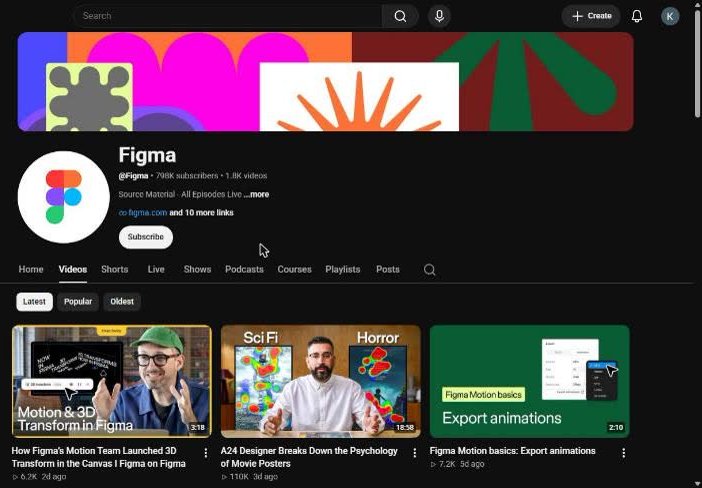 Search
Create
K
Figma
@Figma • 798K subscribers • 1.8K videos
Source Material - All Episodes Live ...more
figma.com and 10 more links
Subscribe
Home Videos Shorts Live Shows Podcasts Courses Playlists Posts
Latest Popular Oldest
Motion & 3D
Transform in Figma
3:18
Sci Fi Horror
18:58
Figma Motion basics
Export animations
2:10
How Figma's Motion Team Launched 3D
Transform in the Canvas I Figma on Figma
6.2K 2d ago
A24 Designer Breaks Down the Psychology
of Movie Posters
110K 3d ago
Figma Motion basics: Export animations
7.2K 5d ago